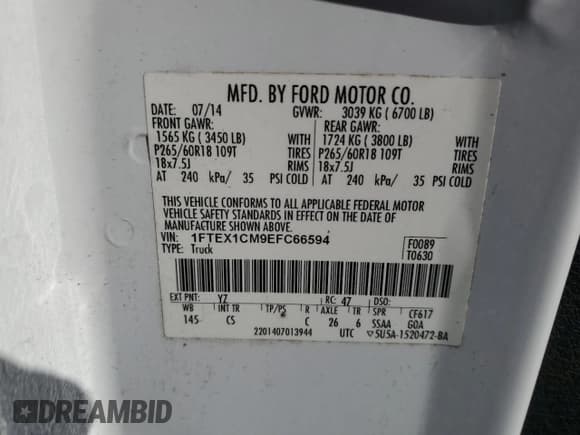 MFD. BY FORD MOTOR CO.
DATE: 07/14 GVWR: 3039 KG ( 6700 LB)
FRONT GAWR: REAR GAWR:
1565 KG ( 3450 LB) WITH 1724 KG ( 3800 LB) WITH
P265/60R18 109T TIRES P265/60R18 109T TIRES
18x7.5J RIMS 18x7.5J RIMS
AT 240 kPa/ 35 PSI COLD AT 240 kPa/ 35 PSI COLD
THIS VEHICLE CONFORMS TO ALL APPLICABLE FEDERAL MOTOR
VEHICLE SAFETY STANDARDS IN EFFECT ON THE DATE OF
MANUFACTURE SHOWN ABOVE.
VIN: 1FTEX1CM9EFC66594 F0089
TYPE: Truck T0630
EXT PNT: YZ RC: 47 DSO:
WB INT TR TP/PS R AXLE TR SPR CF617
145 CS 2 C 26 6 SSAA GOA
2201407013944 UTC ▽5U5A-1520472-BA
DREAMBID